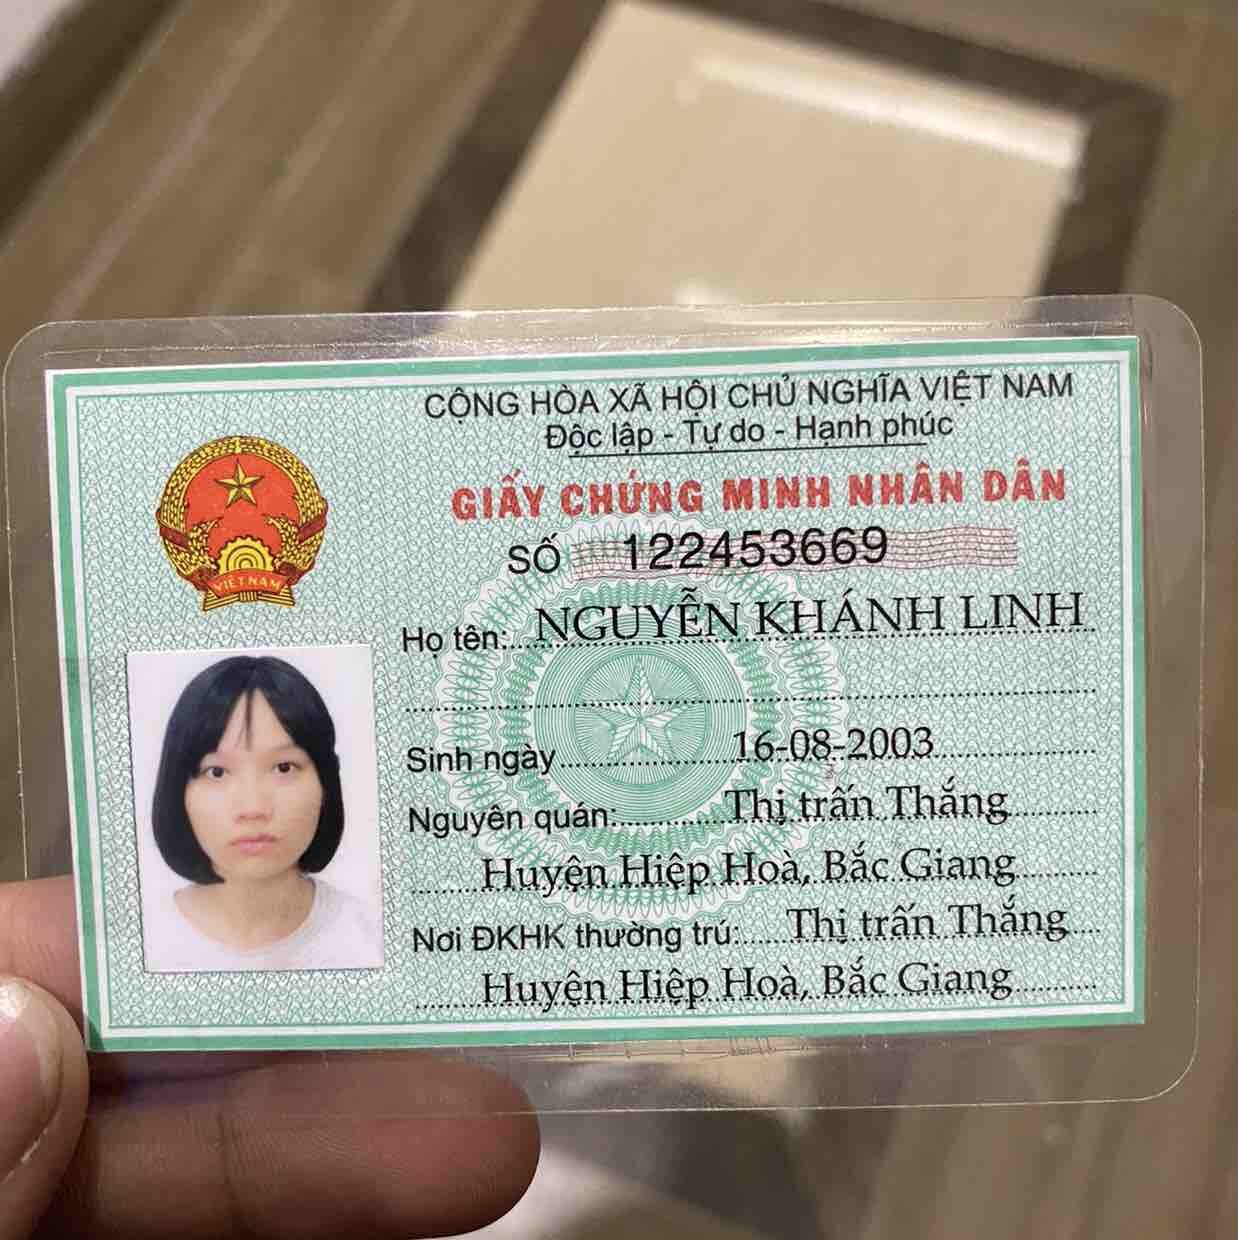 CỘNG HÒA XÃ HỘI CHỦ NGHĨA VIỆT NAM
Độc lập - Tự do - Hạnh phúc
GIẤY CHỨNG MINH NHÂN DÂN
SỐ 122453669
VIỆT NAM
Họ tên: NGUYỄN KHÁNH LINH
Sinh ngày 16-08-2003
Nguyên quán: Thị trấn Thắng
Huyện Hiệp Hoà, Bắc Giang
Nơi ĐKHK thường trú: Thị trấn Thắng
Huyện Hiệp Hoà, Bắc Giang